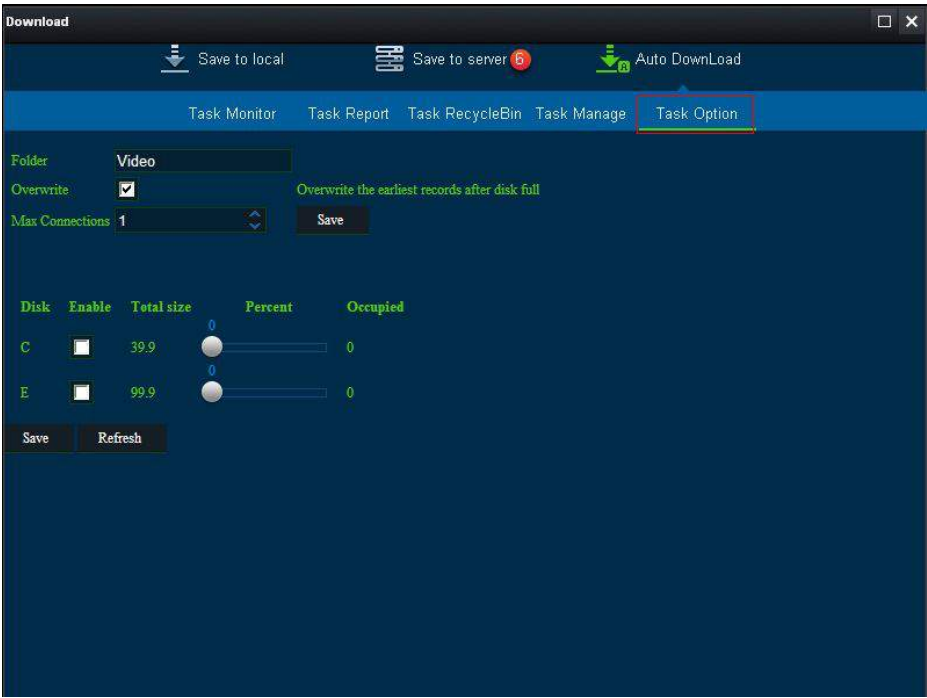 Download
Save to local Save to server 6 A Auto DownLoad
Task Monitor Task Report Task RecycleBin Task Manage Task Option
Folder Video
Overwrite Overwrite the earliest records after disk full
Max Connections 1 Save
Disk Enable Total size Percent Occupied
0
C 39.9 0
0
E 99.9 0
Save Refresh